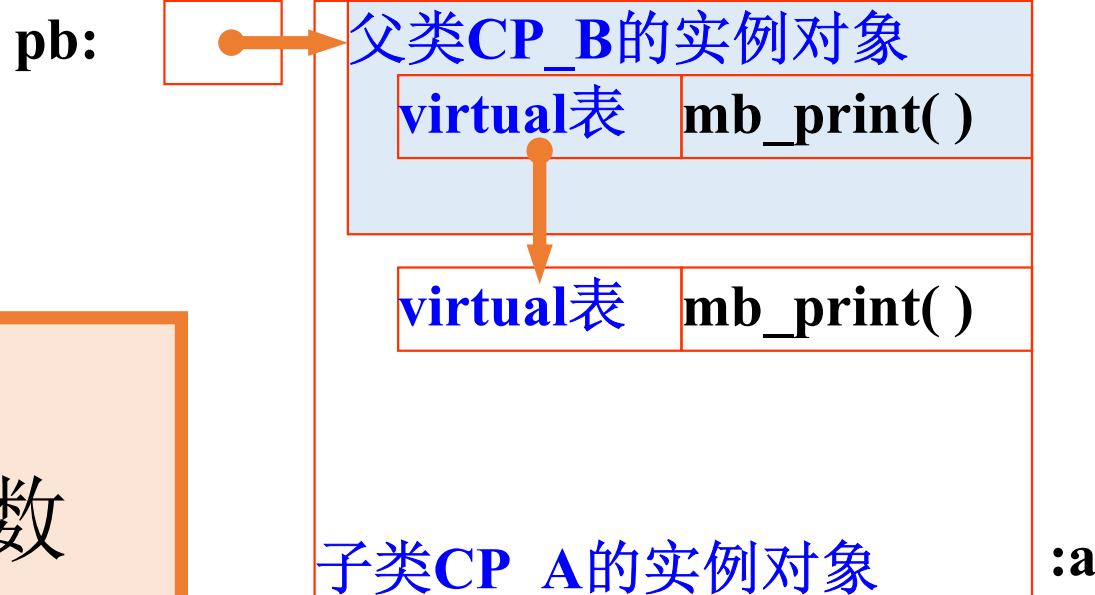 pb:
父类CP_B的实例对象
virtual表 mb_print( )
virtual表 mb_print( )
数
子类CP_A的实例对象 :a